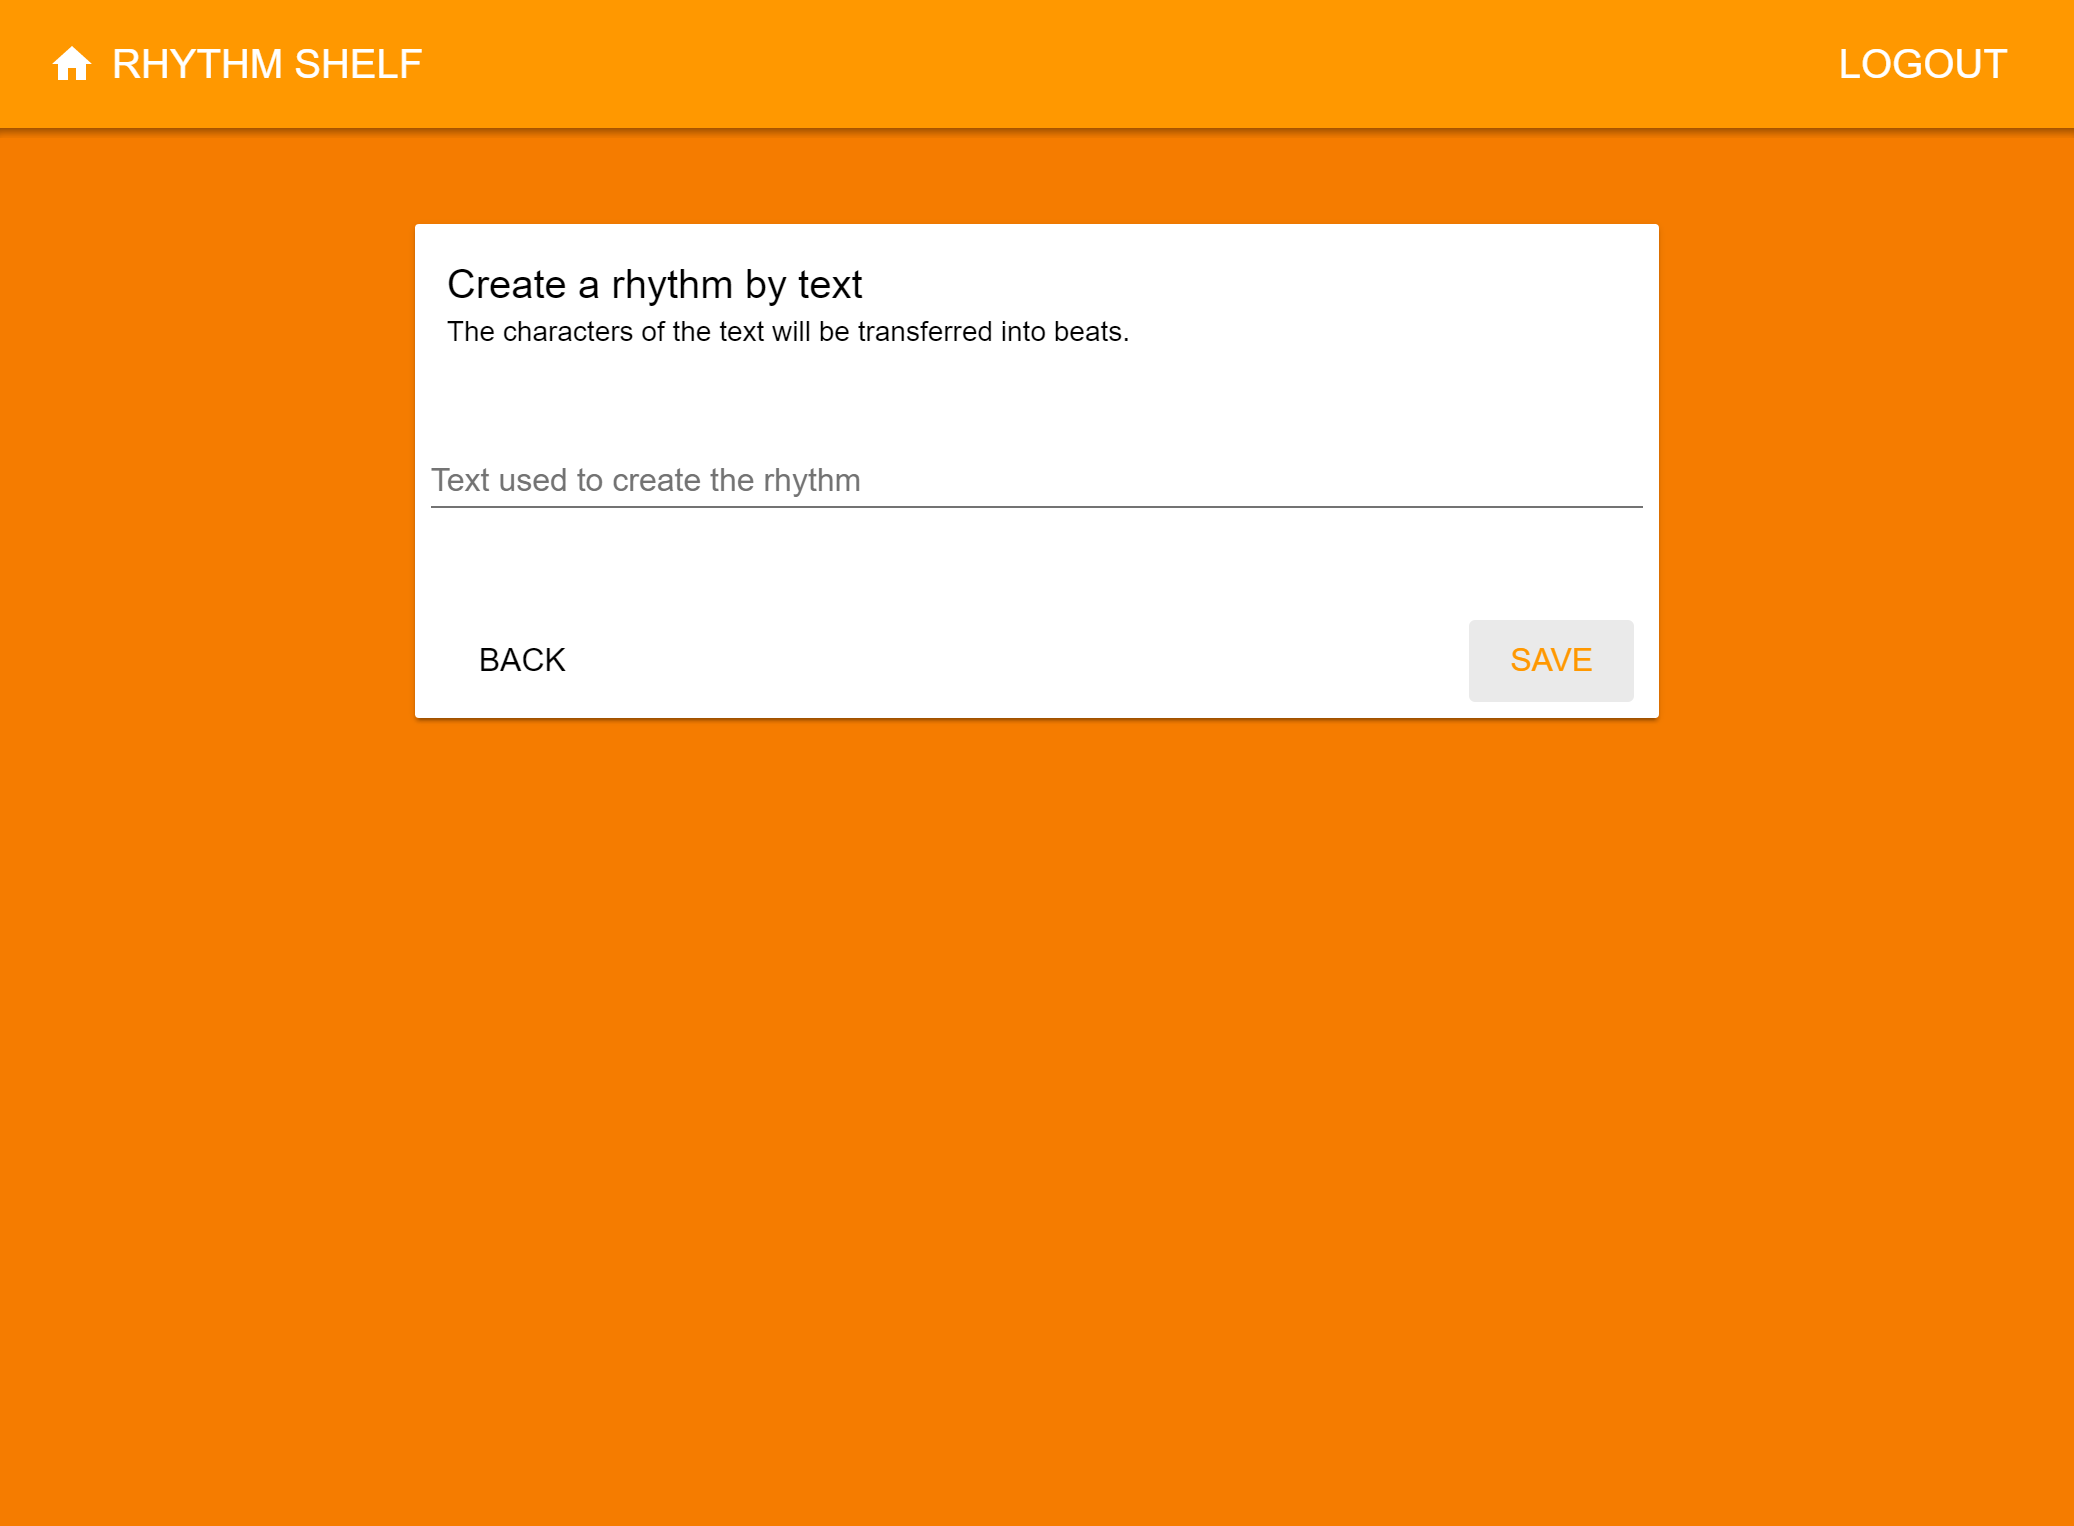 RHYTHM SHELF
LOGOUT
Create a rhythm by text
The characters of the text will be transferred into beats.
Text used to create the rhythm
BACK
SAVE